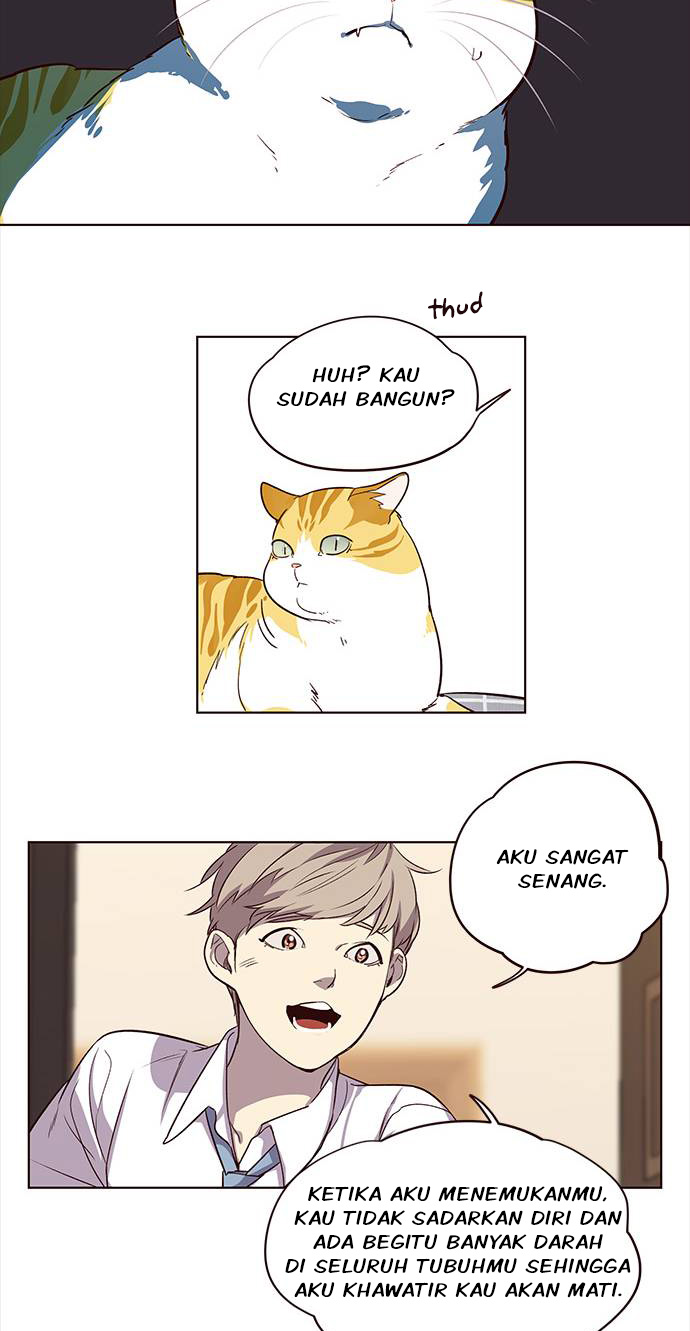 thud
HUH? KAU
SUDAH BANGUN?
AKU SANGAT
SENANG.
KETIKA AKU MENEMUKANMU,
KAU TIDAK SADARKAN DIRI DAN
ADA BEGITU BANYAK DARAH
DI SELURUH TUBUHMU SEHINGGA
AKU KHAWATIR KAU AKAN MATI.